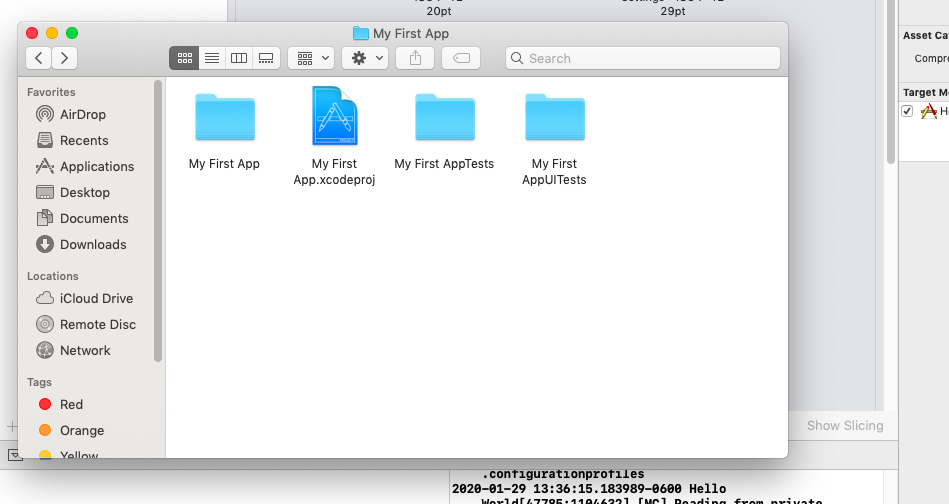 20pt
29pt
My First App
Search
Favorites
AirDrop
Recents
Applications
Desktop
Documents
Downloads
Locations
iCloud Drive
Remote Disc
Network
Tags
Red
Orange
Yellow
My First App
My First
App.xcodeproj
My First AppTests
My First
AppUITests
Asset Ca
Compre
Target M
H
Show Slicing
.configurationprofiles
2020-01-29 13:36:15.183989-0600 Hello
World[47785:1104632] [MC] Reading from private